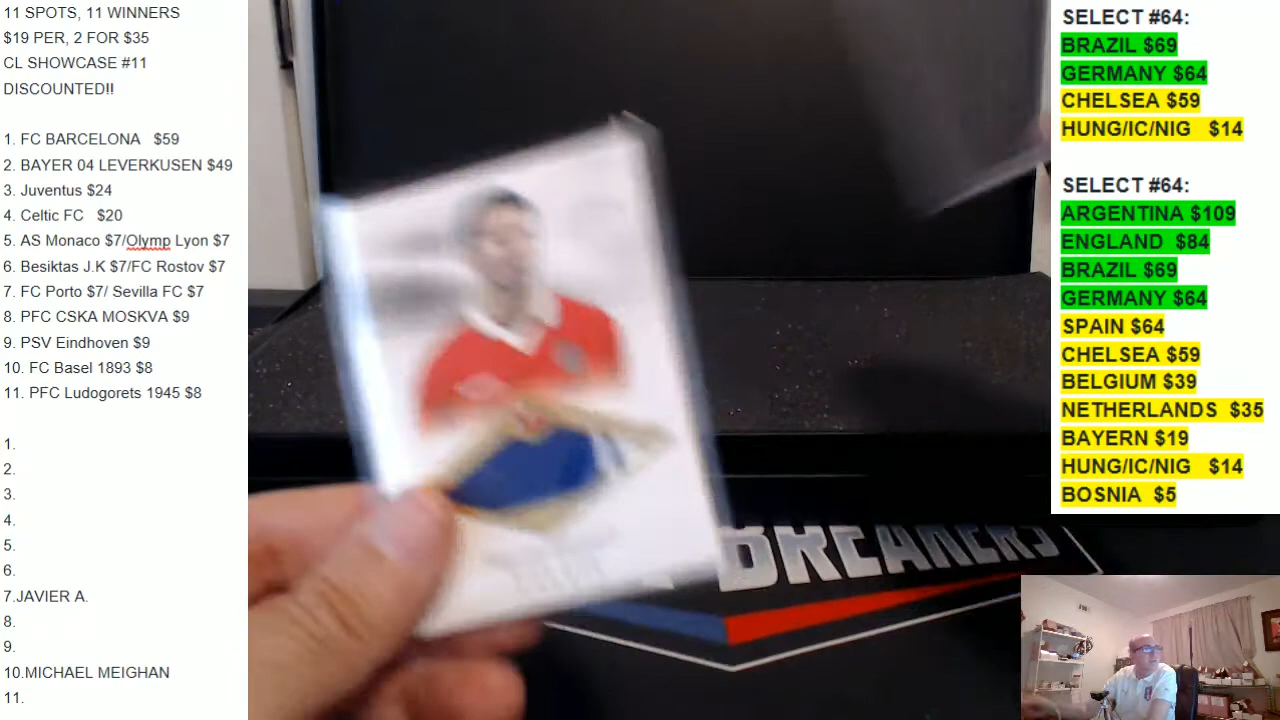 11 SPOTS, 11 WINNERS
$19 PER, 2 FOR $35
CL SHOWCASE #11
DISCOUNTED!!
1. FC BARCELONA $59
2. BAYER 04 LEVERKUSEN $49
3. Juventus $24
4. Celtic FC $20
5. AS Monaco $7/Olymp Lyon $7
6. Besiktas J.K $7/FC Rostov $7
7. FC Porto $7/ Sevilla FC $7
8. PFC CSKA MOSKVA $9
9. PSV Eindhoven $9
10. FC Basel 1893 $8
11. PFC Ludogorets 1945 $8
1.
2.
3.
4.
5.
6.
7.JAVIER A.
8.
9.
10.MICHAEL MEIGHAN
11.
SELECT #64:
BRAZIL $69
GERMANY $64
CHELSEA $59
HUNG/IC/NIG $14
SELECT #64:
ARGENTINA $109
ENGLAND $84
BRAZIL $69
GERMANY $64
SPAIN $64
CHELSEA $59
BELGIUM $39
NETHERLANDS $35
BAYERN $19
HUNG/IC/NIG $14
BOSNIA $5
BREAKERS